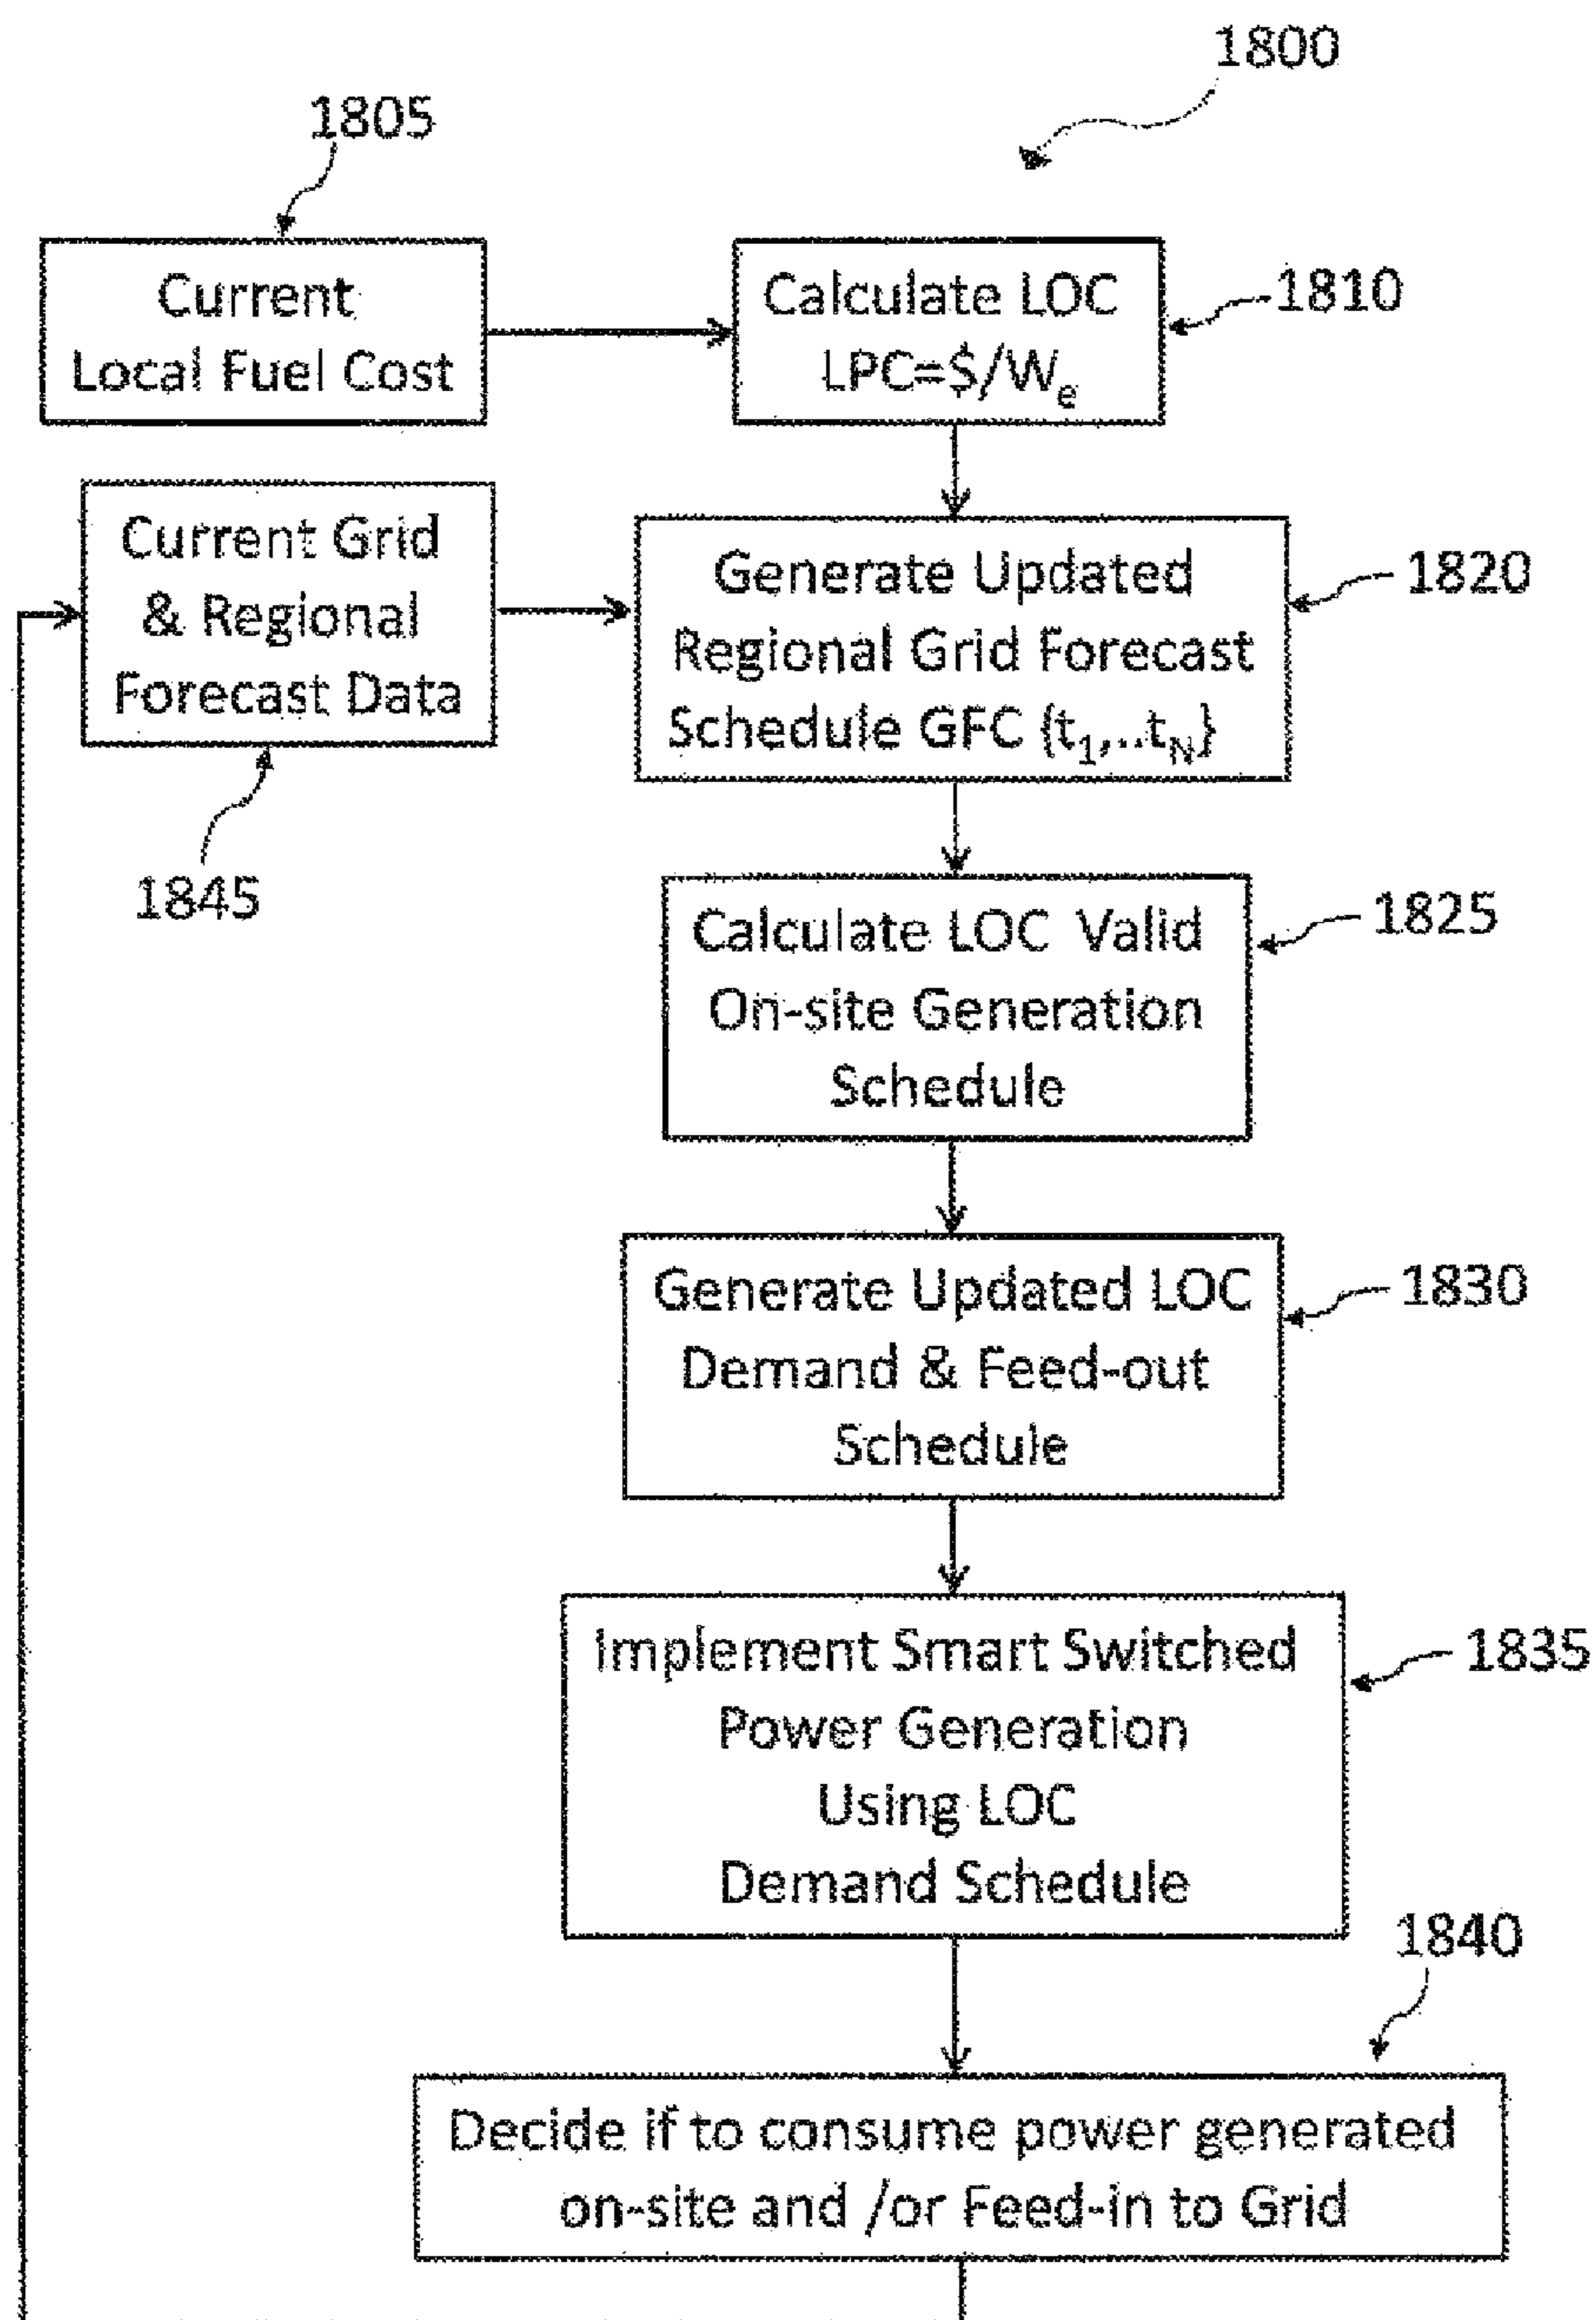 1800
1805
Current
Local Fuel Cost
Calculate LOC
LPC=$/We
1810
Current Grid
& Regional
Forecast Data
1845
Generate Updated
Regional Grid Forecast
Schedule GFC {t1,..tN}
1820
Calculate LOC Valid
On-site Generation
Schedule
1825
Generate Updated LOC
Demand & Feed-out
Schedule
1830
Implement Smart Switched
Power Generation
Using LOC
Demand Schedule
1835
1840
Decide if to consume power generated
on-site and /or Feed-in to Grid